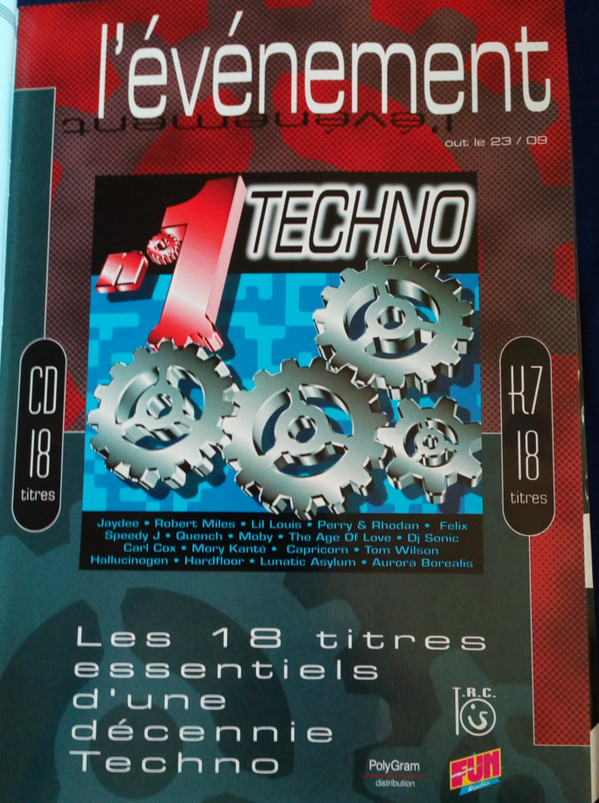 l'événement
l'événement
out le 23 / 09
n°1 TECHNO
CD
18
titres
K7
18
titres
Jaydee • Robert Miles • Lil Louis • Perry & Rhodan • Felix
Speedy J • Quench • Moby • The Age Of Love • Dj Sonic
Carl Cox • Mory Kanté • Capricorn • Tom Wilson
Hallucinogen • Hardfloor • Lunatic Asylum • Aurora Borealis
Les 18 titres
essentiels
d'une
décennie
Techno
T.R.C.
PolyGram
distribution
FUN
Radio